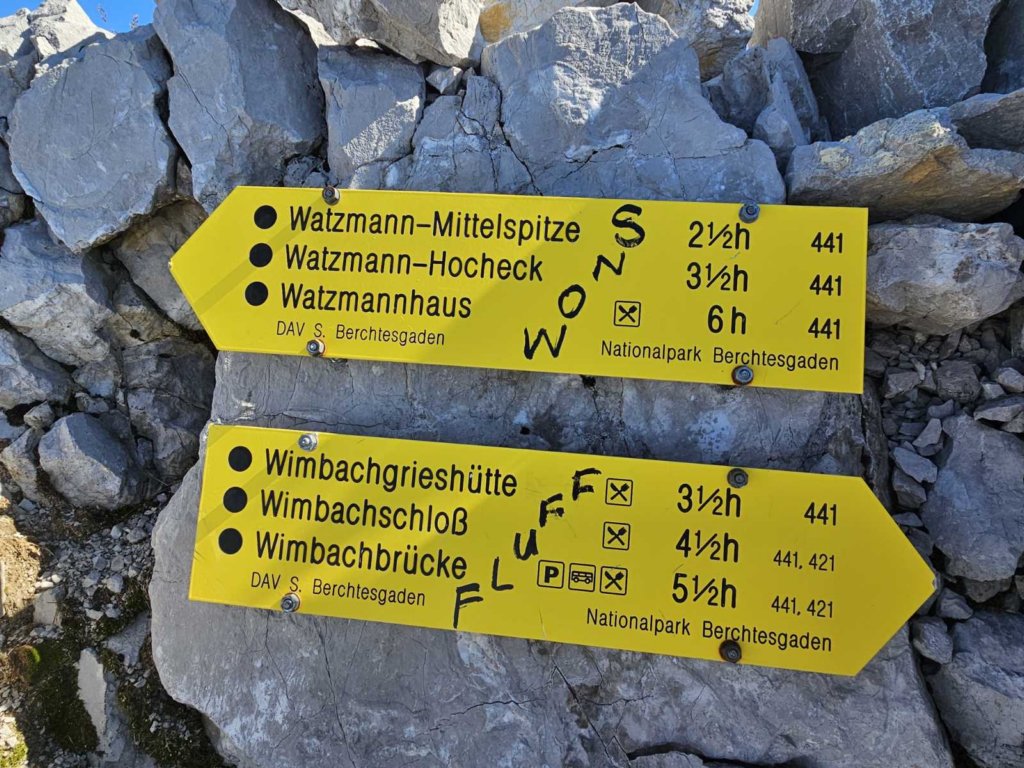 Watzmann-Mittelspitze 2½h 441
Watzmann-Hocheck 3½h 441
Watzmannhaus 6h 441
DAV S. Berchtesgaden Nationalpark Berchtesgaden
WONS
Wimbachgrieshütte 3½h 441
Wimbachschloß 4½h 441, 421
Wimbachbrücke P 5½h 441, 421
DAV S. Berchtesgaden Nationalpark Berchtesgaden
FLUFF